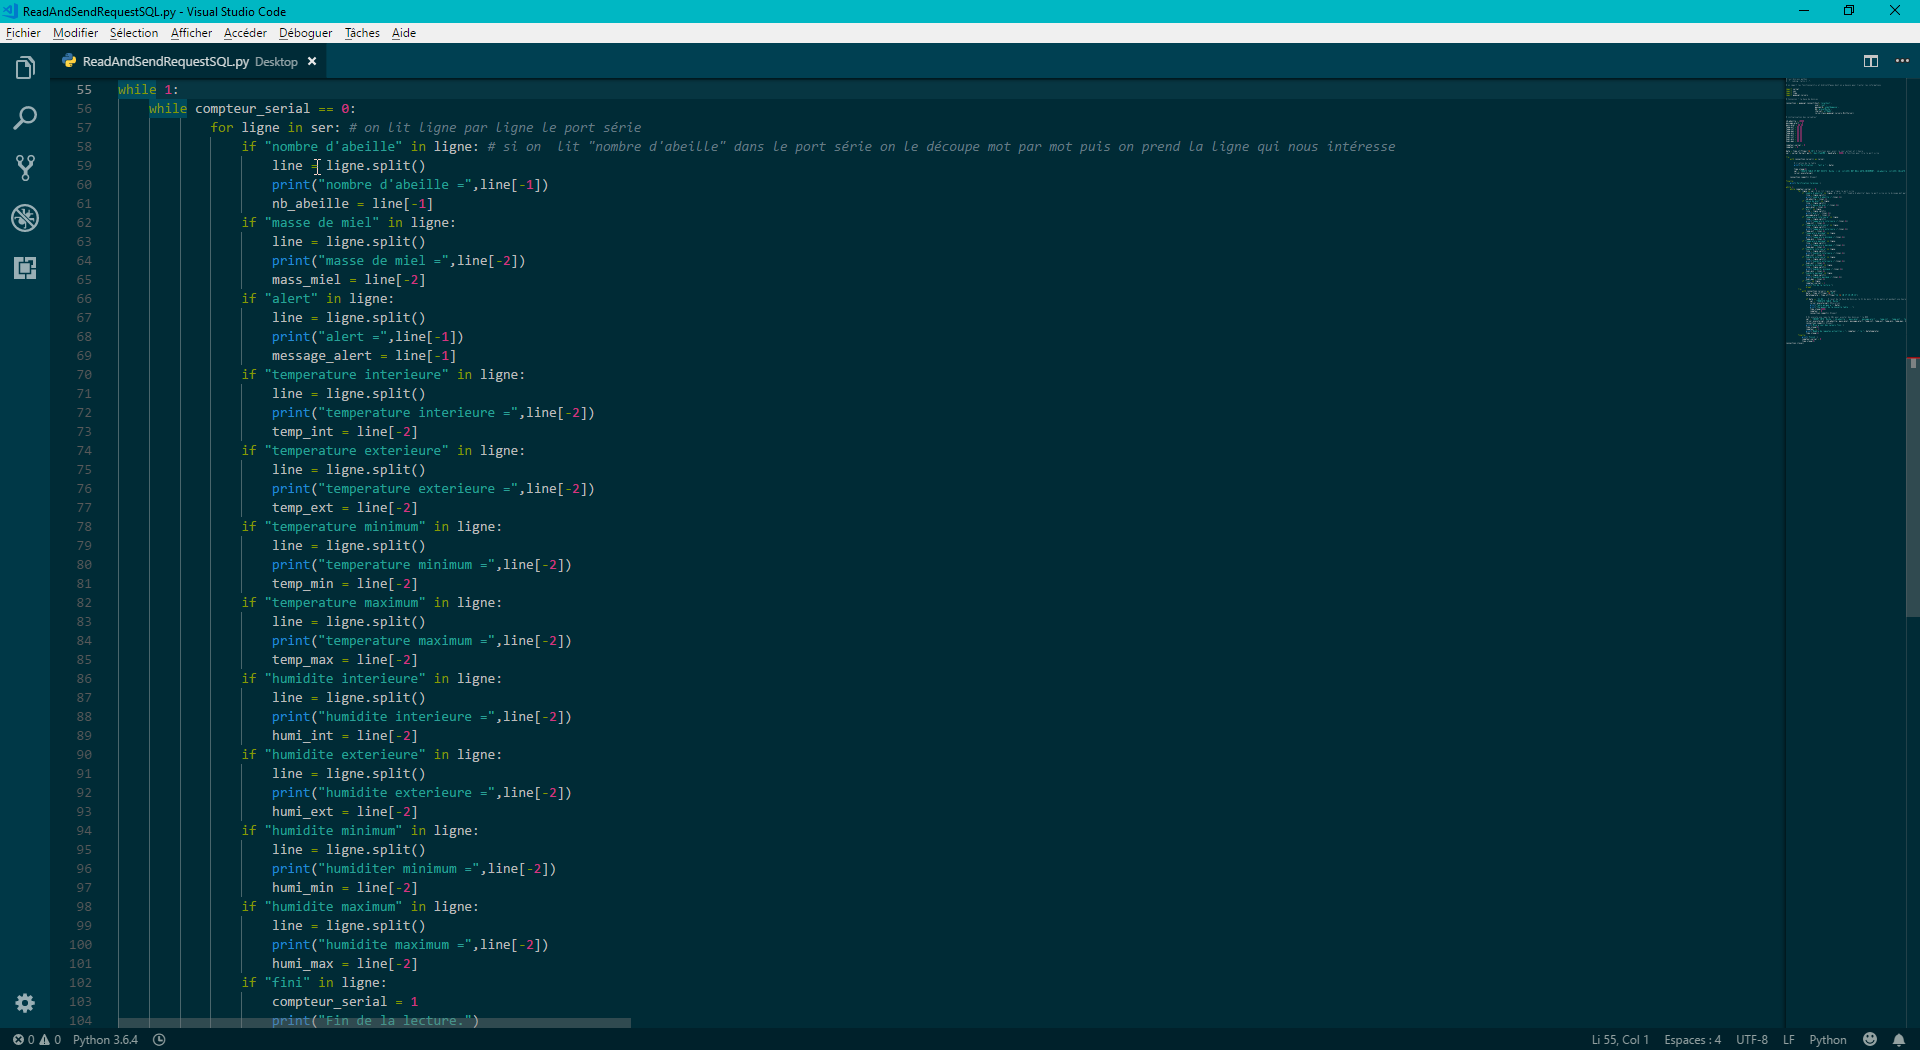 ReadAndSendRequestSQL.py - Visual Studio Code
Fichier Modifier Sélection Afficher Accéder Déboguer Tâches Aide
ReadAndSendRequestSQL.py Desktop
55 while 1:
56 while compteur_serial == 0:
57 for ligne in ser: # on lit ligne par ligne le port série
58 if "nombre d'abeille" in ligne: # si on  lit "nombre d'abeille" dans le port série on le découpe mot par mot puis on prend la ligne qui nous intéresse
59 line = ligne.split()
60 print("nombre d'abeille =",line[-1])
61 nb_abeille = line[-1]
62 if "masse de miel" in ligne:
63 line = ligne.split()
64 print("masse de miel =",line[-2])
65 mass_miel = line[-2]
66 if "alert" in ligne:
67 line = ligne.split()
68 print("alert =",line[-1])
69 message_alert = line[-1]
70 if "temperature interieure" in ligne:
71 line = ligne.split()
72 print("temperature interieure =",line[-2])
73 temp_int = line[-2]
74 if "temperature exterieure" in ligne:
75 line = ligne.split()
76 print("temperature exterieure =",line[-2])
77 temp_ext = line[-2]
78 if "temperature minimum" in ligne:
79 line = ligne.split()
80 print("temperature minimum =",line[-2])
81 temp_min = line[-2]
82 if "temperature maximum" in ligne:
83 line = ligne.split()
84 print("temperature maximum =",line[-2])
85 temp_max = line[-2]
86 if "humidite interieure" in ligne:
87 line = ligne.split()
88 print("humidite interieure =",line[-2])
89 humi_int = line[-2]
90 if "humidite exterieure" in ligne:
91 line = ligne.split()
92 print("humidite exterieure =",line[-2])
93 humi_ext = line[-2]
94 if "humidite minimum" in ligne:
95 line = ligne.split()
96 print("humiditer minimum =",line[-2])
97 humi_min = line[-2]
98 if "humidite maximum" in ligne:
99 line = ligne.split()
100 print("humidite maximum =",line[-2])
101 humi_max = line[-2]
102 if "fini" in ligne:
103 compteur_serial = 1
104 print("Fin de la lecture.")
0 0 Python 3.6.4 Li 55, Col 1 Espaces : 4 UTF-8 LF Python